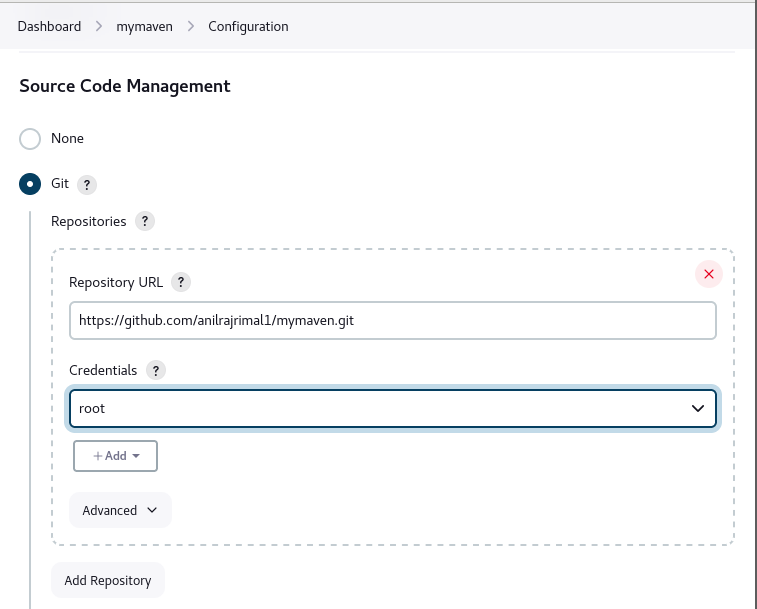 Dashboard > mymaven > Configuration
Source Code Management
None
Git ?
Repositories ?
Repository URL ?
https://github.com/anilrajrimal1/mymaven.git
Credentials ?
root
+ Add
Advanced
Add Repository